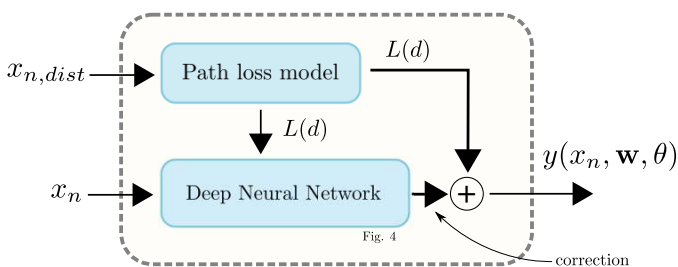 L(d)
x_{n,dist}
Path loss model
L(d)
y(x_n, w, θ)
x_n
Deep Neural Network
+
Fig. 4
correction